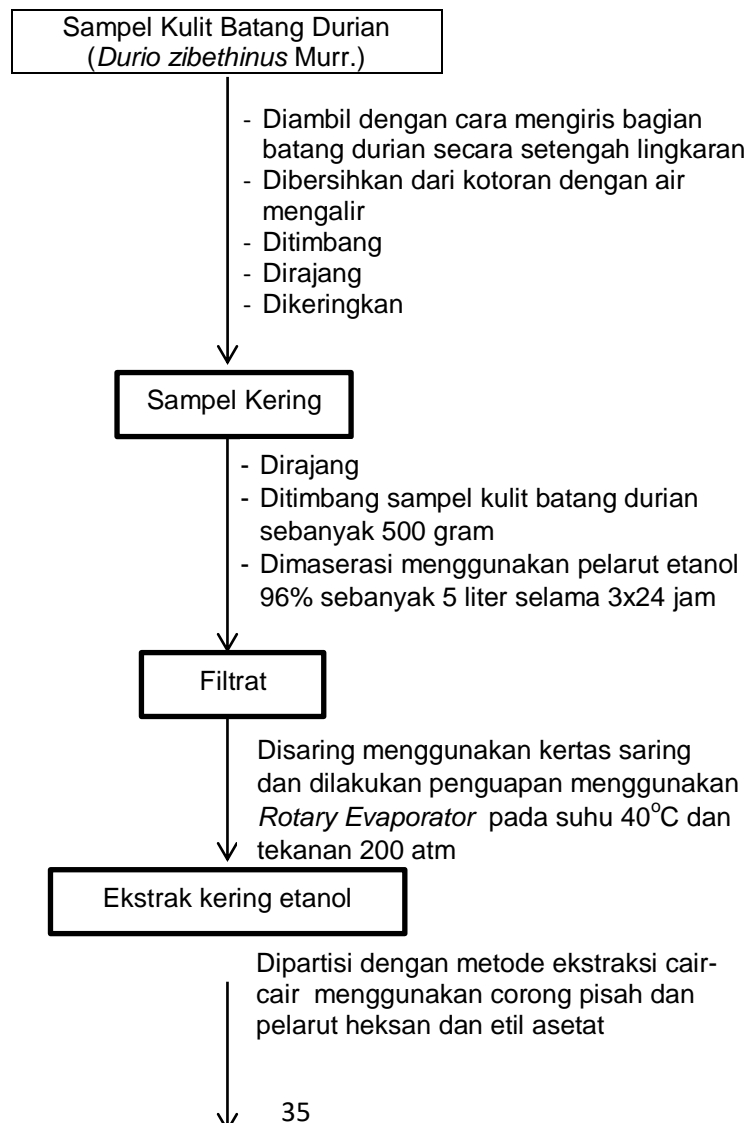 Sampel Kulit Batang Durian
(Durio zibethinus Murr.)
- Diambil dengan cara mengiris bagian
batang durian secara setengah lingkaran
- Dibersihkan dari kotoran dengan air
mengalir
- Ditimbang
- Dirajang
- Dikeringkan
Sampel Kering
- Dirajang
- Ditimbang sampel kulit batang durian
sebanyak 500 gram
- Dimaserasi menggunakan pelarut etanol
96% sebanyak 5 liter selama 3x24 jam
Filtrat
Disaring menggunakan kertas saring
dan dilakukan penguapan menggunakan
Rotary Evaporator pada suhu 40°C dan
tekanan 200 atm
Ekstrak kering etanol
Dipartisi dengan metode ekstraksi cair-
cair menggunakan corong pisah dan
pelarut heksan dan etil asetat
35